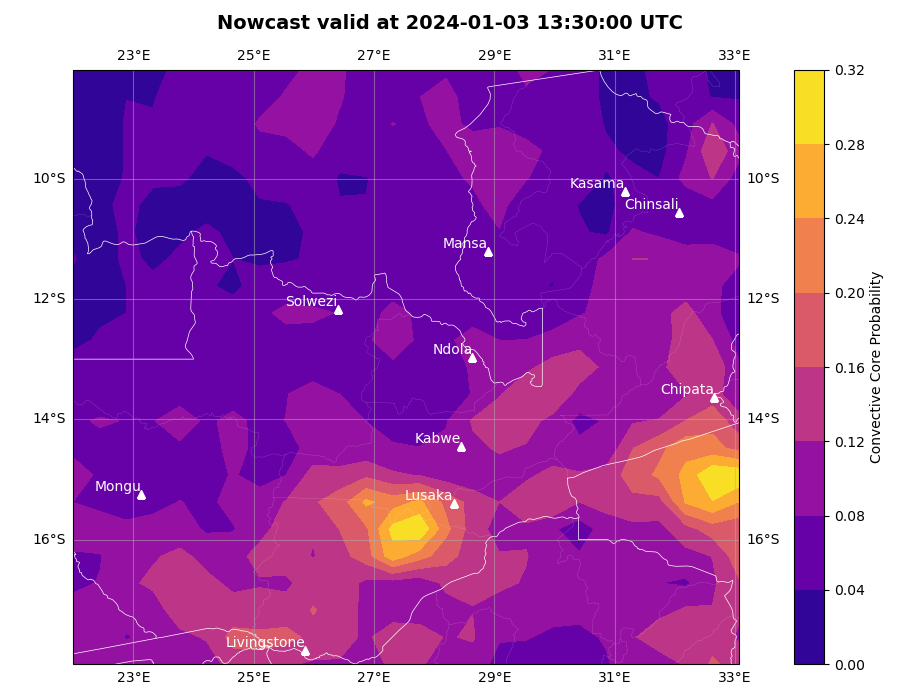 Nowcast valid at 2024-01-03 13:30:00 UTC
23°E 25°E 27°E 29°E 31°E 33°E
0.32
0.28
0.24
0.20
0.16
0.12
0.08
0.04
0.00
Convective Core Probability
10°S 10°S
12°S 12°S
14°S 14°S
16°S 16°S
Kasama
Chinsali
Mansa
Solwezi
Ndola
Chipata
Kabwe
Mongu
Lusaka
Livingstone
23°E 25°E 27°E 29°E 31°E 33°E